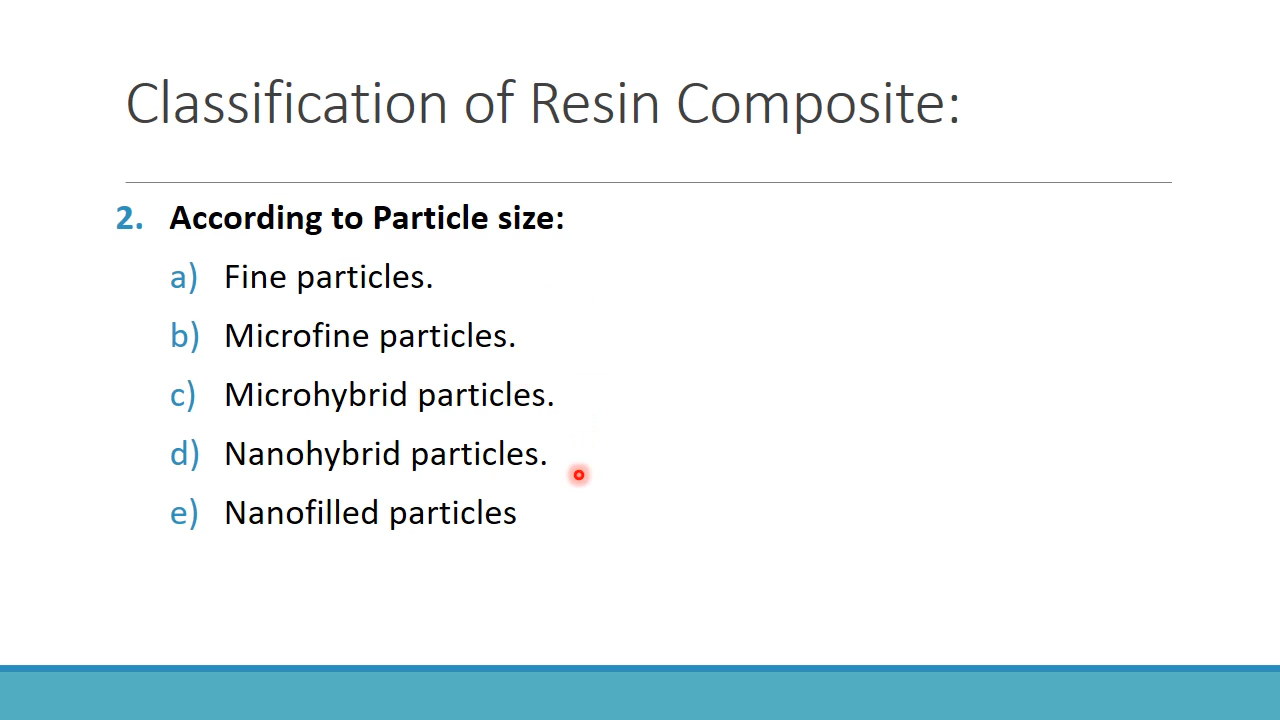 Classification of Resin Composite:
2. According to Particle size:
a) Fine particles.
b) Microfine particles.
c) Microhybrid particles.
d) Nanohybrid particles.
e) Nanofilled particles